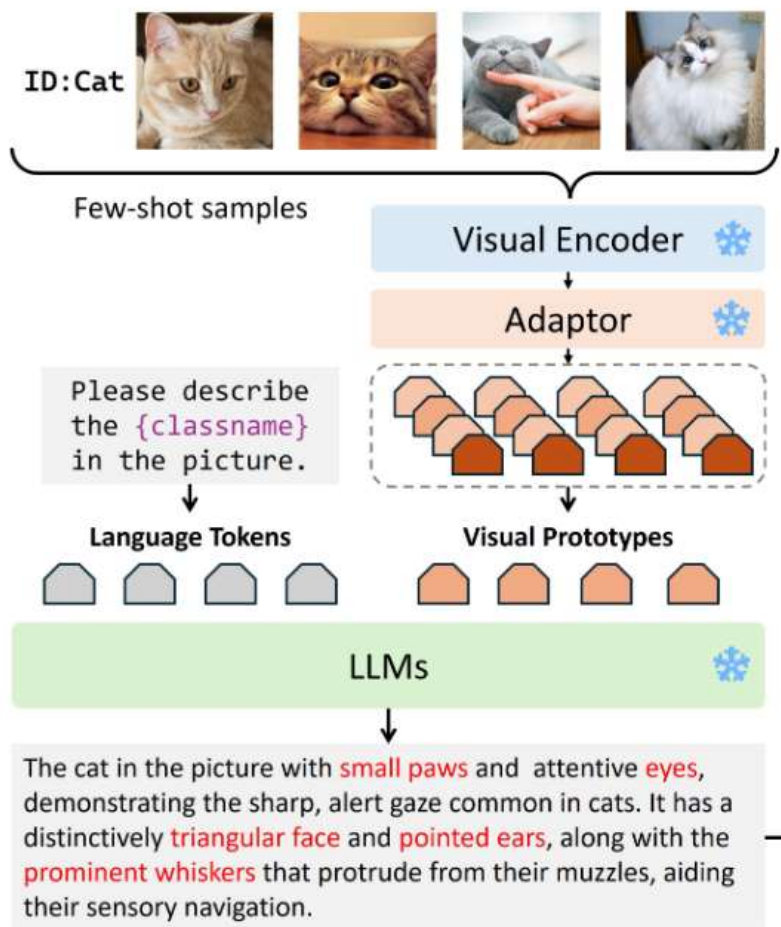 ID:Cat
Few-shot samples
Visual Encoder
Adaptor
Please describe
the {classname}
in the picture.
Language Tokens
Visual Prototypes
LLMs
The cat in the picture with small paws and attentive eyes,
demonstrating the sharp, alert gaze common in cats. It has a
distinctively triangular face and pointed ears, along with the
prominent whiskers that protrude from their muzzles, aiding
their sensory navigation.